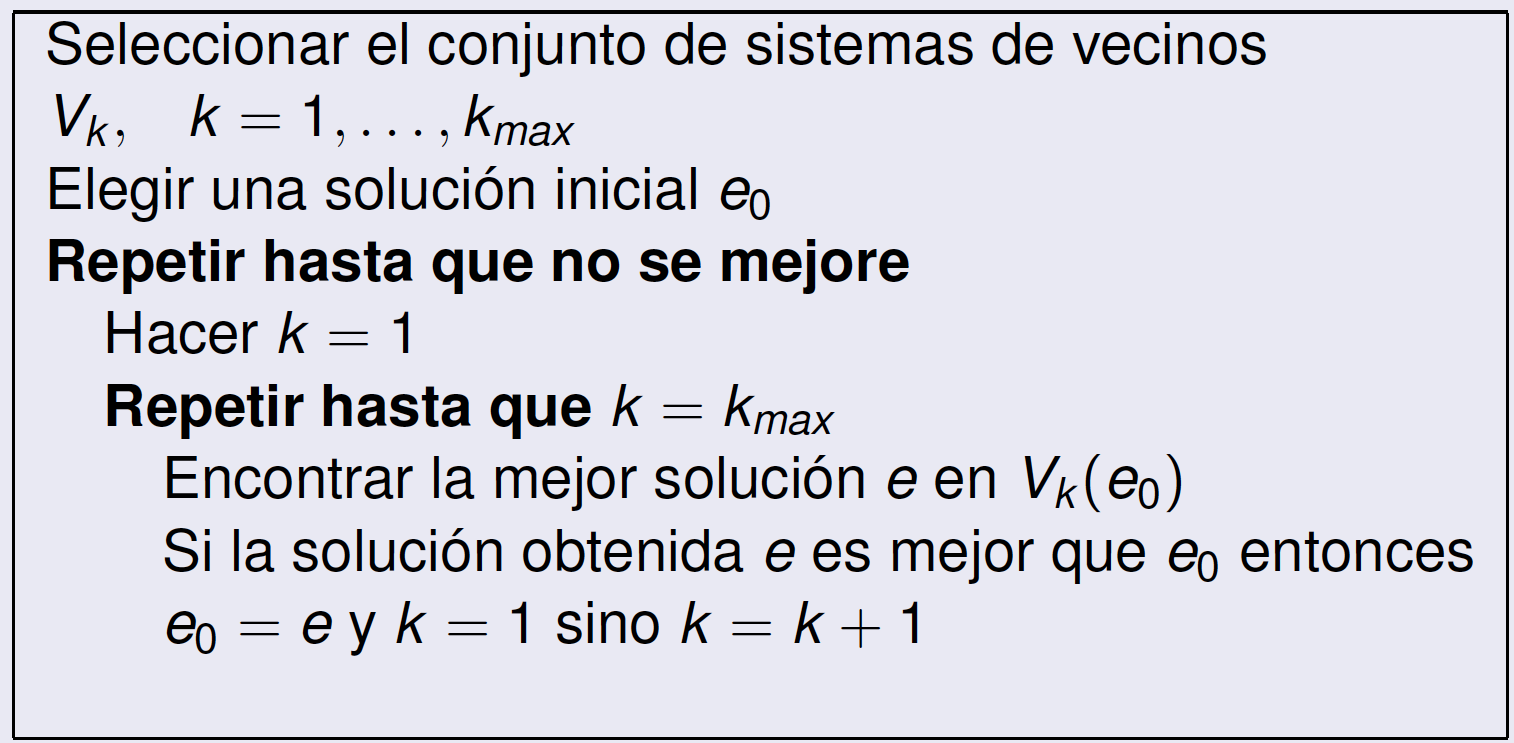 Seleccionar el conjunto de sistemas de vecinos
V_k, k = 1, . . . , k_max
Elegir una solución inicial e_0
Repetir hasta que no se mejore
Hacer k = 1
Repetir hasta que k = k_max
Encontrar la mejor solución e en V_k(e_0)
Si la solución obtenida e es mejor que e_0 entonces
e_0 = e y k = 1 sino k = k + 1